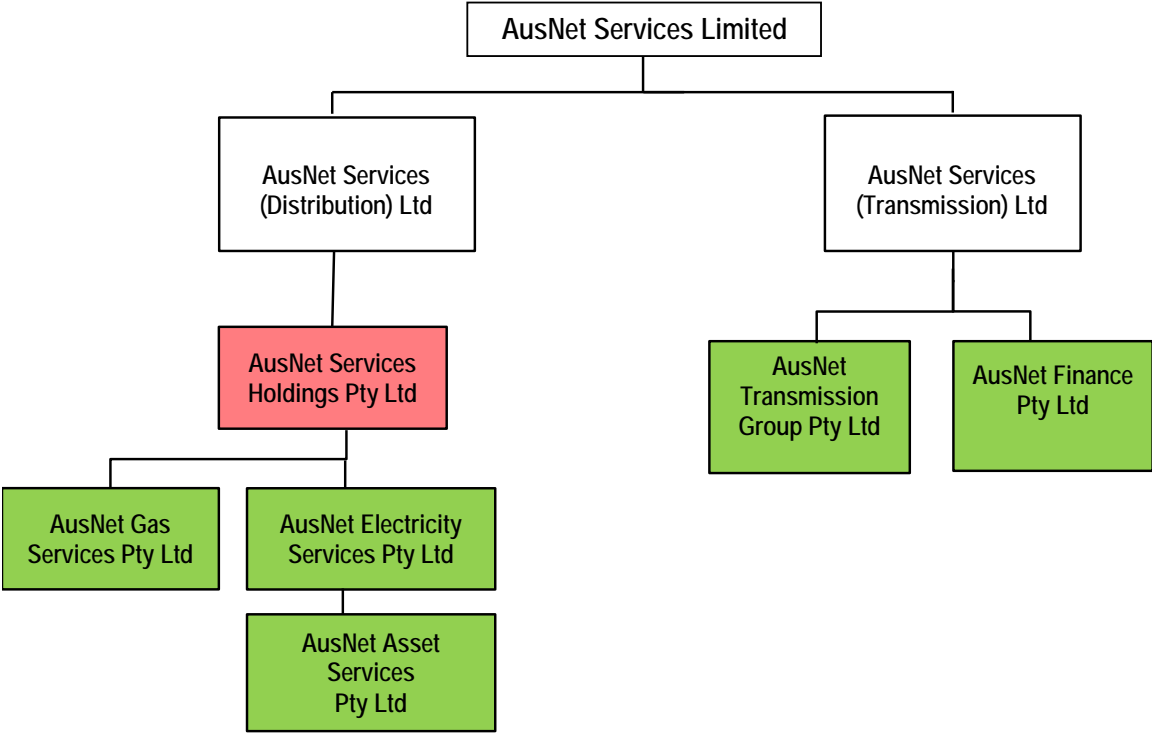 AusNet Services Limited
AusNet Services
(Distribution) Ltd
AusNet Services
(Transmission) Ltd
AusNet Services
Holdings Pty Ltd
AusNet
Transmission
Group Pty Ltd
AusNet Finance
Pty Ltd
AusNet Gas
Services Pty Ltd
AusNet Electricity
Services Pty Ltd
AusNet Asset
Services
Pty Ltd